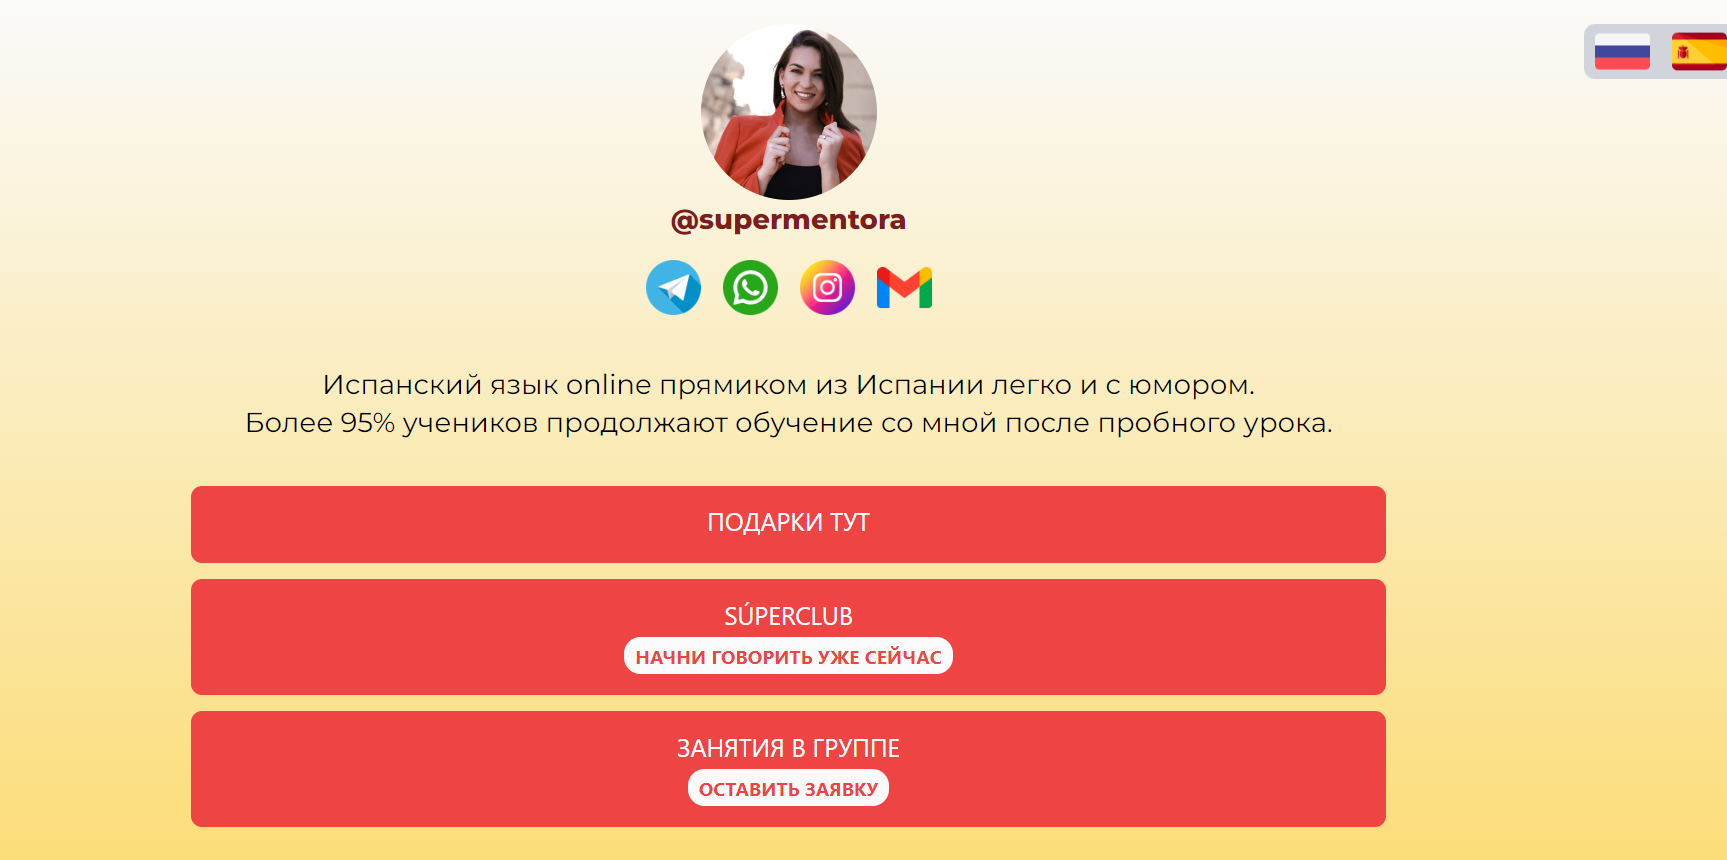 @supermentora
Испанский язык online прямиком из Испании легко и с юмором.
Более 95% учеников продолжают обучение со мной после пробного урока.
ПОДАРКИ ТУТ
SÚPERCLUB
НАЧНИ ГОВОРИТЬ УЖЕ СЕЙЧАС
ЗАНЯТИЯ В ГРУППЕ
ОСТАВИТЬ ЗАЯВКУ